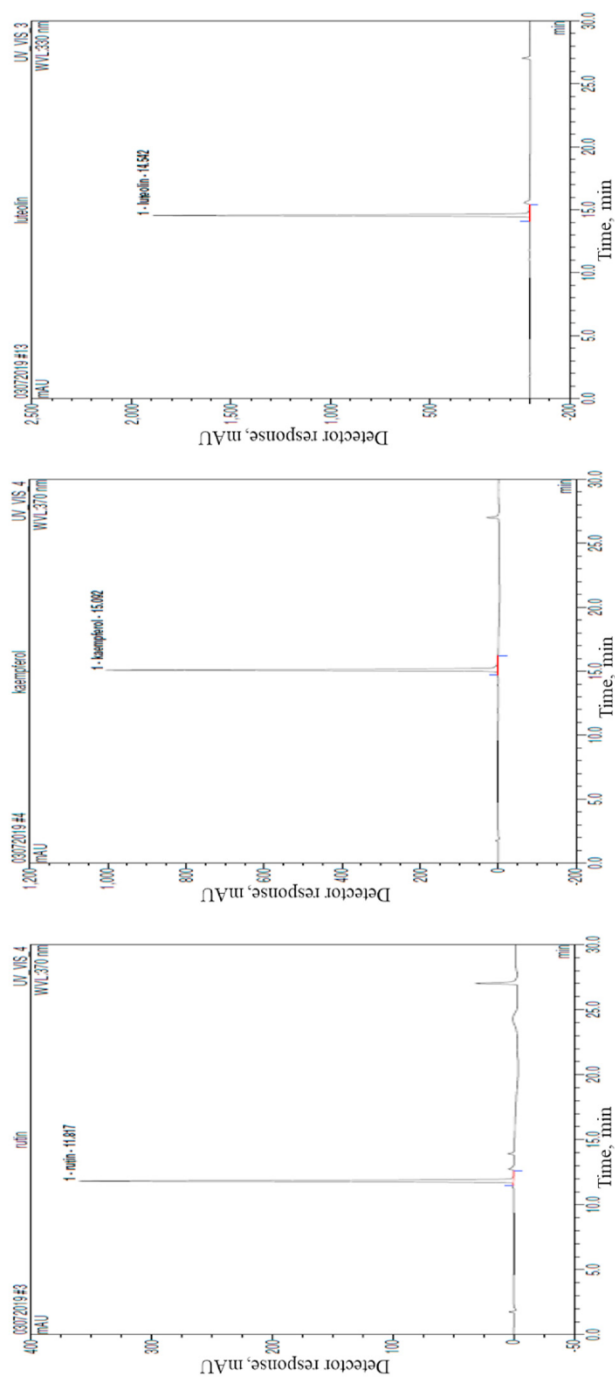 03072019 #3 rutin UV_VIS_4
mAU WVL:370 nm
400
300
200
100
0
-50
1 - rutin - 11.817
min
0.0 5.0 10.0 15.0 20.0 25.0 30.0
Detector response, mAU
Time, min
03072019 #4 kaempferol UV_VIS_4
mAU WVL:370 nm
1,200
1,000
800
600
400
200
0
-200
1 - kaempferol - 15.092
min
0.0 5.0 10.0 15.0 20.0 25.0 30.0
Detector response, mAU
Time, min
03072019 #13 luteolin UV_VIS_3
mAU WVL:330 nm
2,500
2,000
1,500
1,000
500
-200
1 - luteolin - 14.542
min
0.0 5.0 10.0 15.0 20.0 25.0 30.0
Detector response, mAU
Time, min